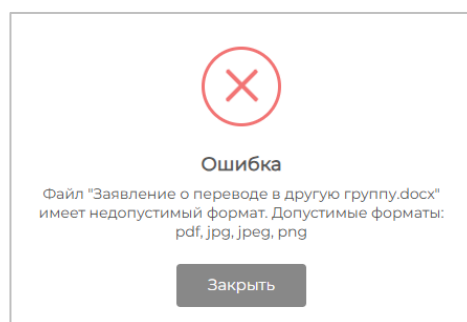 Ошибка
Файл "Заявление о переводе в другую группу.docx"
имеет недопустимый формат. Допустимые форматы:
pdf, jpg, jpeg, png
Закрыть